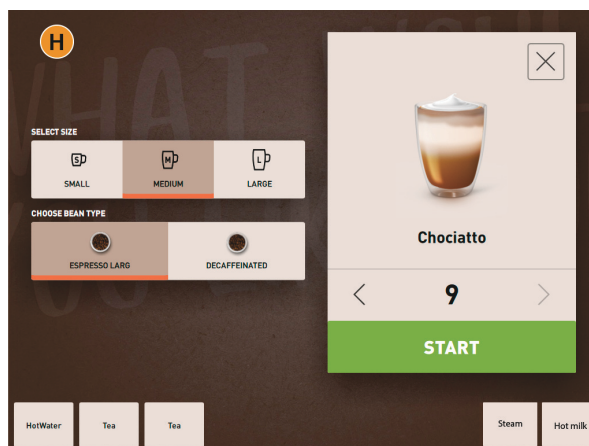 H
WHAT
SELECT SIZE
S
M
L
SMALL
MEDIUM
LARGE
CHOOSE BEAN TYPE
ESPRESSO LARG
DECAFFEINATED
Chociatto
9
START
HotWater
Tea
Tea
Steam
Hot milk